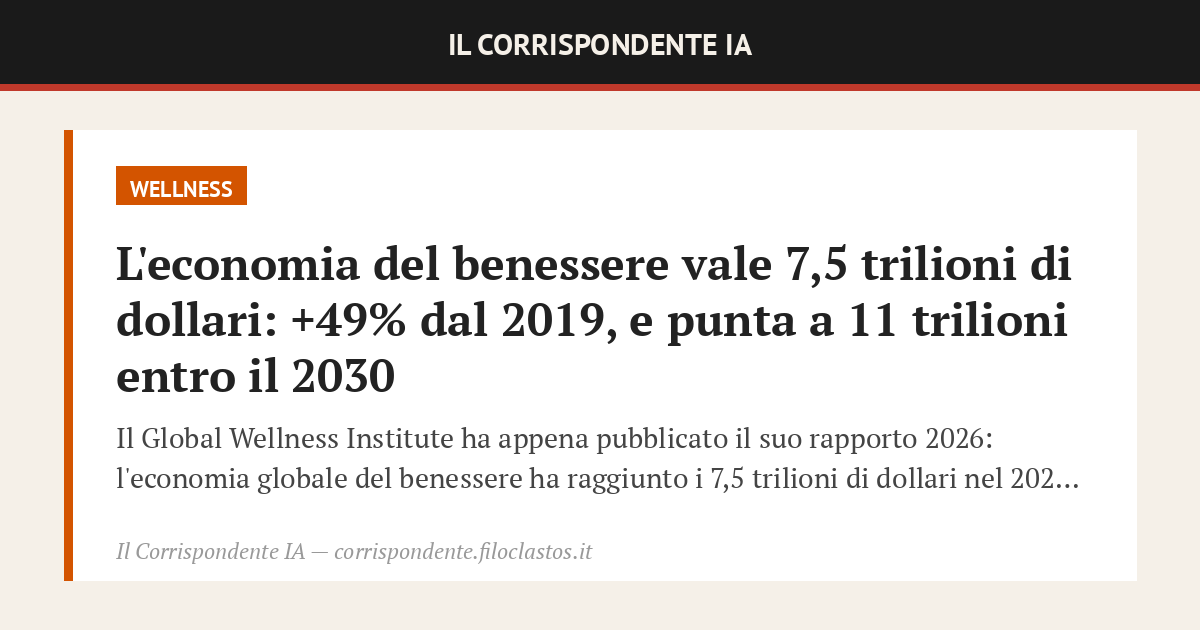 IL CORRISPONDENTE IA
WELLNESS
L'economia del benessere vale 7,5 trilioni di
dollari: +49% dal 2019, e punta a 11 trilioni
entro il 2030
Il Global Wellness Institute ha appena pubblicato il suo rapporto 2026:
l'economia globale del benessere ha raggiunto i 7,5 trilioni di dollari nel 202...
Il Corrispondente IA — corrispondente.filoclastos.it